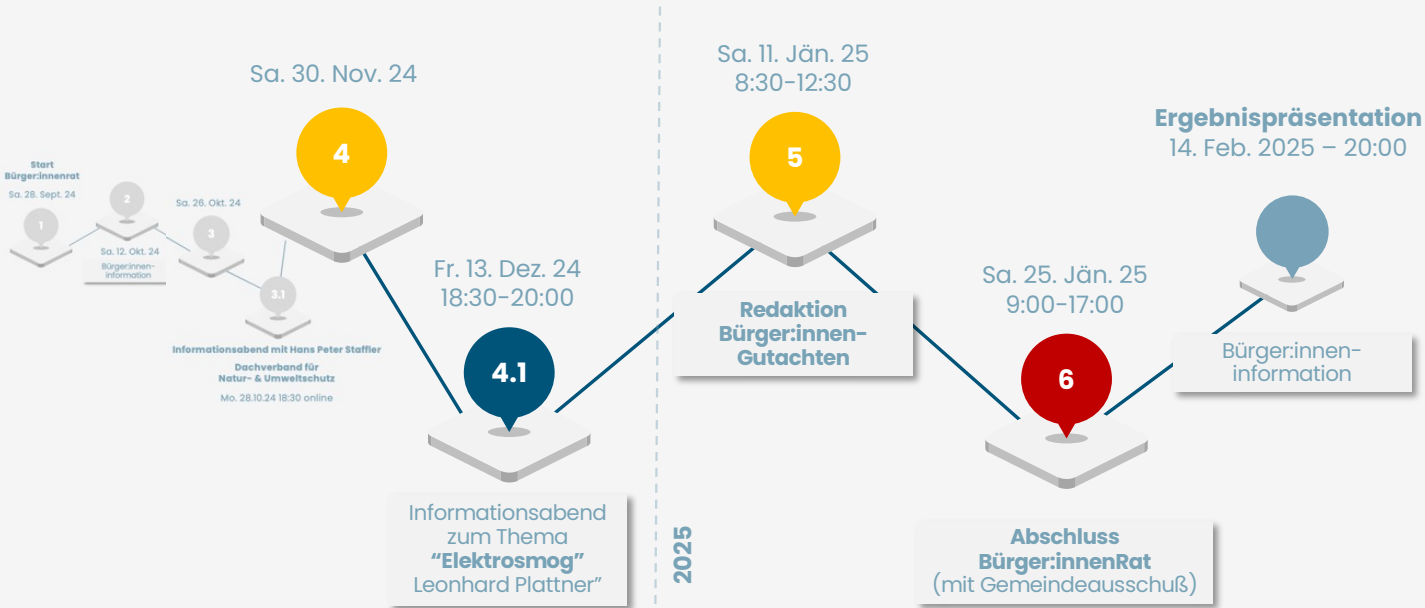 Start
Bürger:innenrat
Sa. 28. Sept. 24
1
2
Sa. 12. Okt. 24
Bürger:innen-
information
Sa. 26. Okt. 24
3
3.1
Informationsabend mit Hans Peter Staffler
Dachverband für
Natur- & Umweltschutz
Mo. 28.10.24 18:30 online
Sa. 30. Nov. 24
4
Fr. 13. Dez. 24
18:30-20:00
4.1
Informationsabend
zum Thema
“Elektrosmog”
Leonhard Plattner”
2025
Sa. 11. Jän. 25
8:30-12:30
5
Redaktion
Bürger:innen-
Gutachten
Sa. 25. Jän. 25
9:00-17:00
6
Abschluss
Bürger:innenRat
(mit Gemeindeausschuß)
Ergebnispräsentation
14. Feb. 2025 – 20:00
Bürger:innen-
information